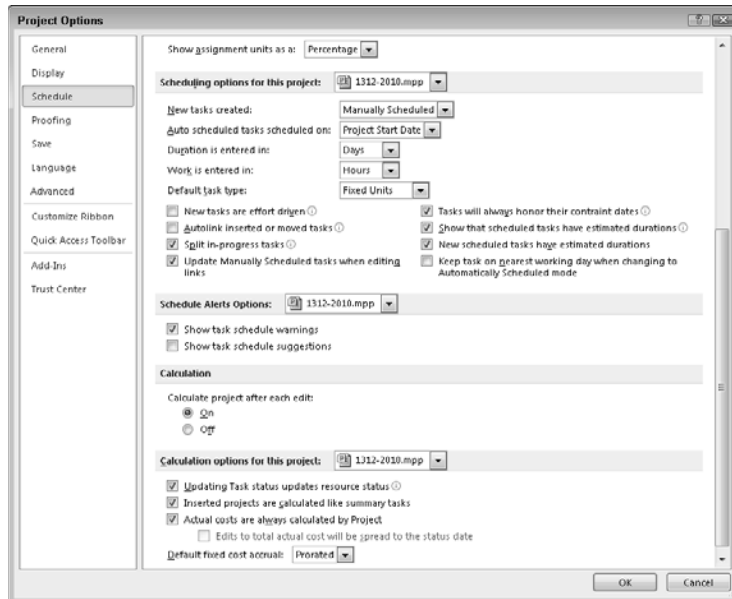 Project Options
General
Display
Schedule
Proofing
Save
Language
Advanced
Customize Ribbon
Quick Access Toolbar
Add-Ins
Trust Center
Show assignment units as a: Percentage
Scheduling options for this project: 1312-2010.mpp
New tasks created: Manually Scheduled
Auto scheduled tasks scheduled on: Project Start Date
Duration is entered in: Days
Work is entered in: Hours
Default task type: Fixed Units
New tasks are effort driven
Autolink inserted or moved tasks
Split in-progress tasks
Update Manually Scheduled tasks when editing
links
Tasks will always honor their contraint dates
Show that scheduled tasks have estimated durations
New scheduled tasks have estimated durations
Keep task on nearest working day when changing to
Automatically Scheduled mode
Schedule Alerts Options: 1312-2010.mpp
Show task schedule warnings
Show task schedule suggestions
Calculation
Calculate project after each edit:
On
Off
Calculation options for this project: 1312-2010.mpp
Updating Task status updates resource status
Inserted projects are calculated like summary tasks
Actual costs are always calculated by Project
Edits to total actual cost will be spread to the status date
Default fixed cost accrual: Prorated
OK Cancel